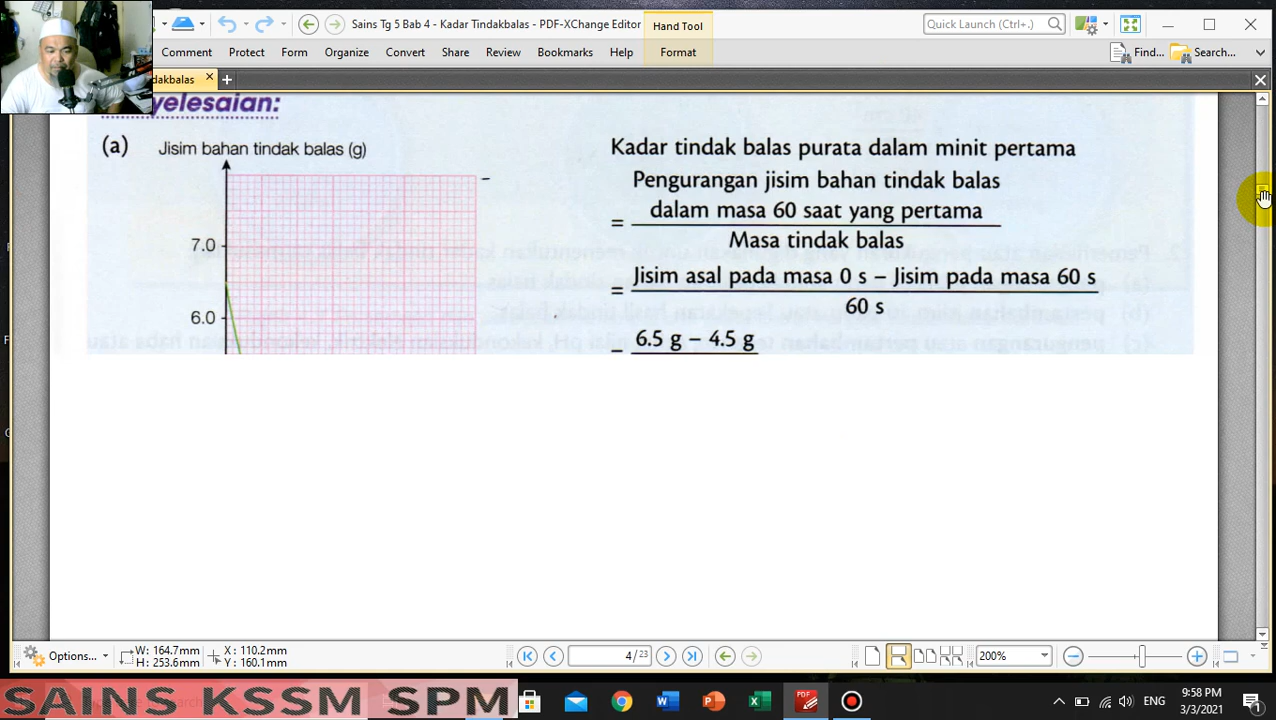 Sains Tg 5 Bab 4 - Kadar Tindakbalas - PDF-XChange Editor
Hand Tool
Quick Launch (Ctrl+.)
Comment
Protect
Form
Organize
Convert
Share
Review
Bookmarks
Help
Format
Find...
Search...
dakbalas
yelesaian:
(a)
Jisim bahan tindak balas (g)
7.0
6.0
Kadar tindak balas purata dalam minit pertama
Pengurangan jisim bahan tindak balas
dalam masa 60 saat yang pertama
=
Masa tindak balas
Jisim asal pada masa 0 s – Jisim pada masa 60 s
=
60 s
6.5 g – 4.5 g
Options...
W: 164.7mm
H: 253.6mm
X: 110.2mm
Y: 160.1mm
4/23
200%
SAINS KSSM SPM
ENG
9:58 PM
3/3/2021
1